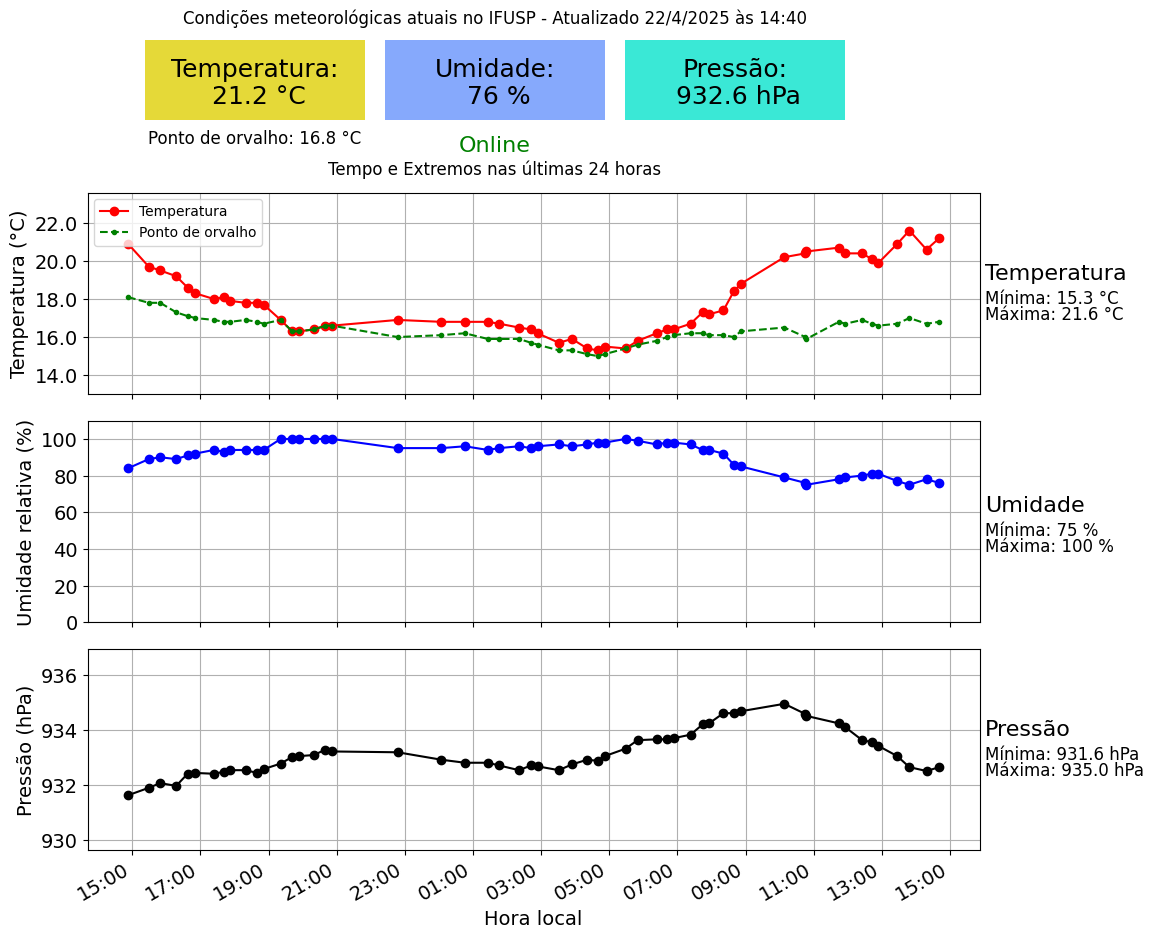 Condições meteorológicas atuais no IFUSP - Atualizado 22/4/2025 às 14:40
Temperatura:
21.2 °C
Umidade:
76 %
Pressão:
932.6 hPa
Ponto de orvalho: 16.8 °C
Online
Tempo e Extremos nas últimas 24 horas
Temperatura (°C)
22.0
20.0
18.0
16.0
14.0
Temperatura
Ponto de orvalho
Temperatura
Mínima: 15.3 °C
Máxima: 21.6 °C
Umidade relativa (%)
100
80
60
40
20
0
Umidade
Mínima: 75 %
Máxima: 100 %
Pressão (hPa)
936
934
932
930
Pressão
Mínima: 931.6 hPa
Máxima: 935.0 hPa
15:00 17:00 19:00 21:00 23:00 01:00 03:00 05:00 07:00 09:00 11:00 13:00 15:00
Hora local